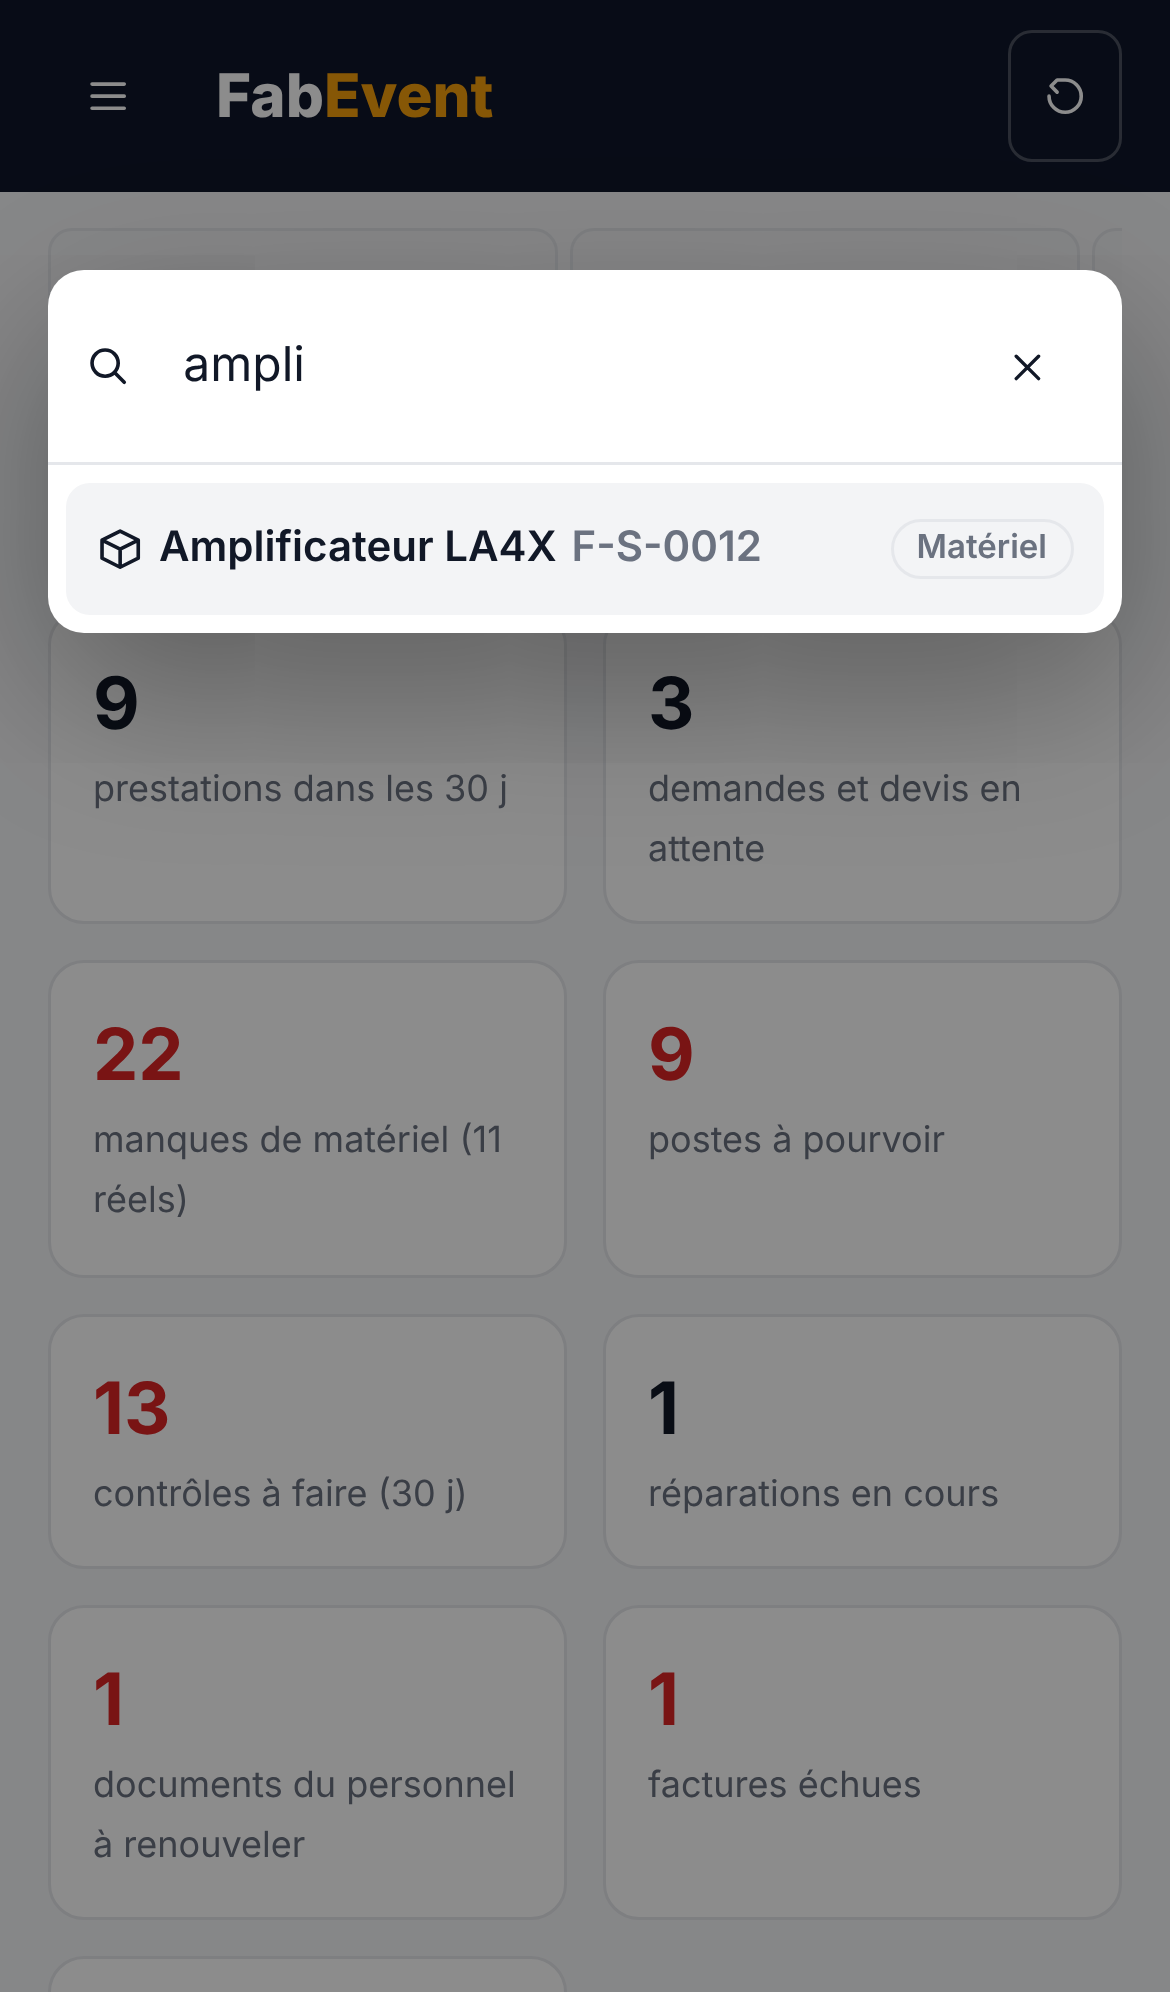 FabEvent
ampli
Amplificateur LA4X F-S-0012 Matériel
9
prestations dans les 30 j
3
demandes et devis en
attente
22
manques de matériel (11
réels)
9
postes à pourvoir
13
contrôles à faire (30 j)
1
réparations en cours
1
documents du personnel
à renouveler
1
factures échues